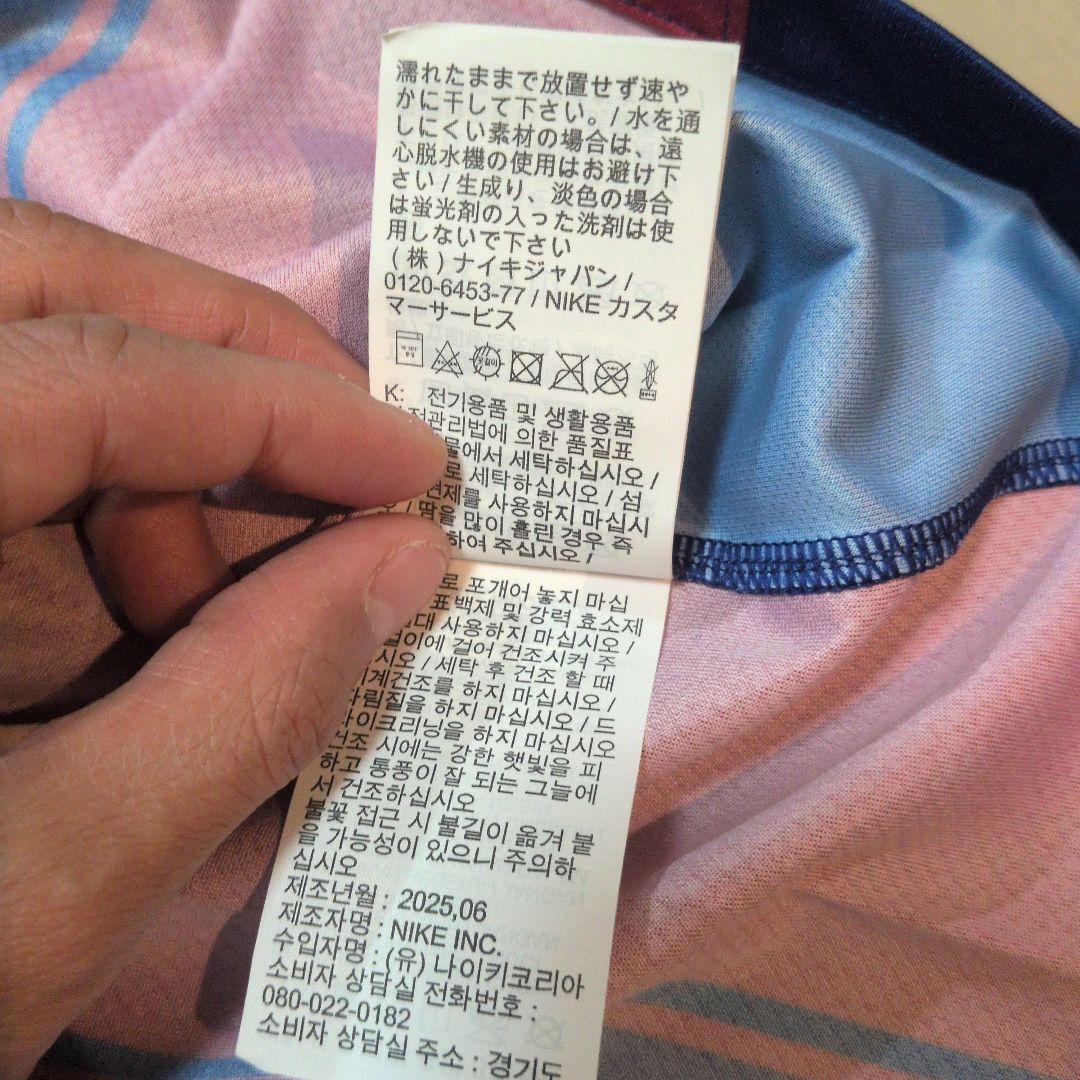 濡れたままで放置せず速や
かに干して下さい。/ 水を通
しにくい素材の場合は、遠
心脱水機の使用はお避け下
さい / 生成り、淡色の場合
は蛍光剤の入った洗剤は使
用しないで下さい
(株) ナイキジャパン /
0120-6453-77 / NIKE カスタ
マーサービス
K: 전기용품 및 생활용품
전관리법에 의한 품질표
물에서 세탁하십시오 /
로 세탁하십시오 / 섬
연제를 사용하지 마십시
/ 땀을 많이 흘린 경우 즉
하여 주십시오 /
로 포개어 놓지 마십
표백제 및 강력 효소제
대 사용하지 마십시오 /
걸이에 걸어 건조시켜 주
시오 / 세탁 후 건조 할 때
계건조를 하지 마십시오 /
다림질을 하지 마십시오 / 드
라이크리닝을 하지 마십시오
건조 시에는 강한 햇빛을 피
하고 통풍이 잘 되는 그늘에
서 건조하십시오
불꽃 접근 시 불길이 옮겨 붙
을 가능성이 있으니 주의하
십시오
제조년월 : 2025,06
제조자명 : NIKE INC.
수입자명 : (유) 나이키코리아
소비자 상담실 전화번호 :
080-022-0182
소비자 상담실 주소 : 경기도